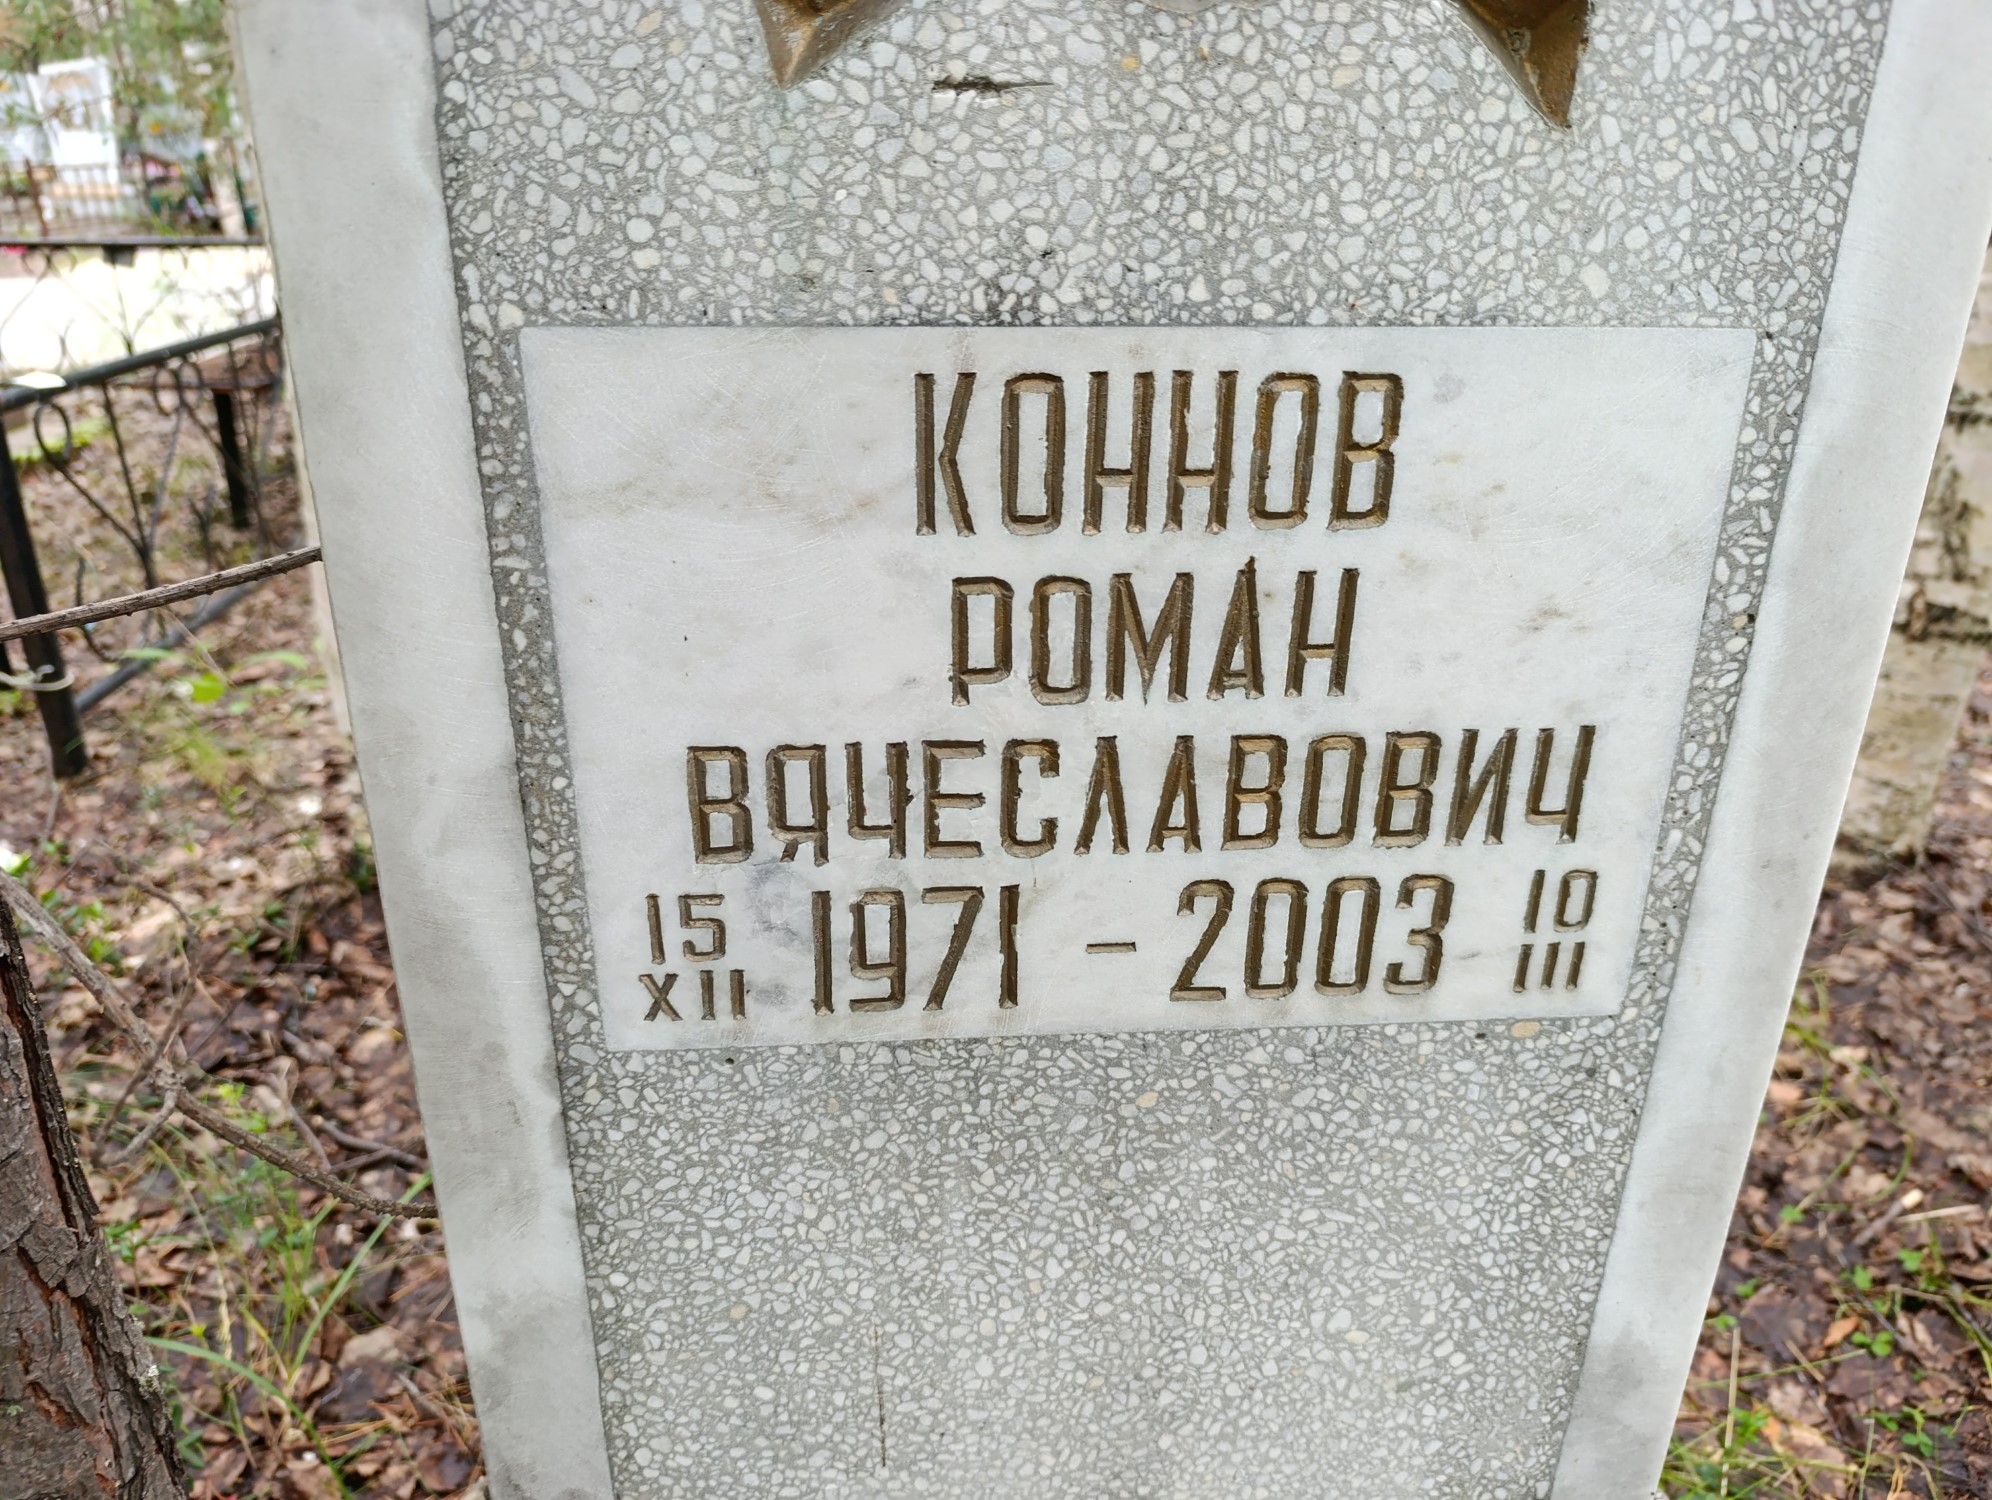 КОННОВ
РОМАН
ВЯЧЕСЛАВОВИЧ
15 XII 1971 - 2003 10 III